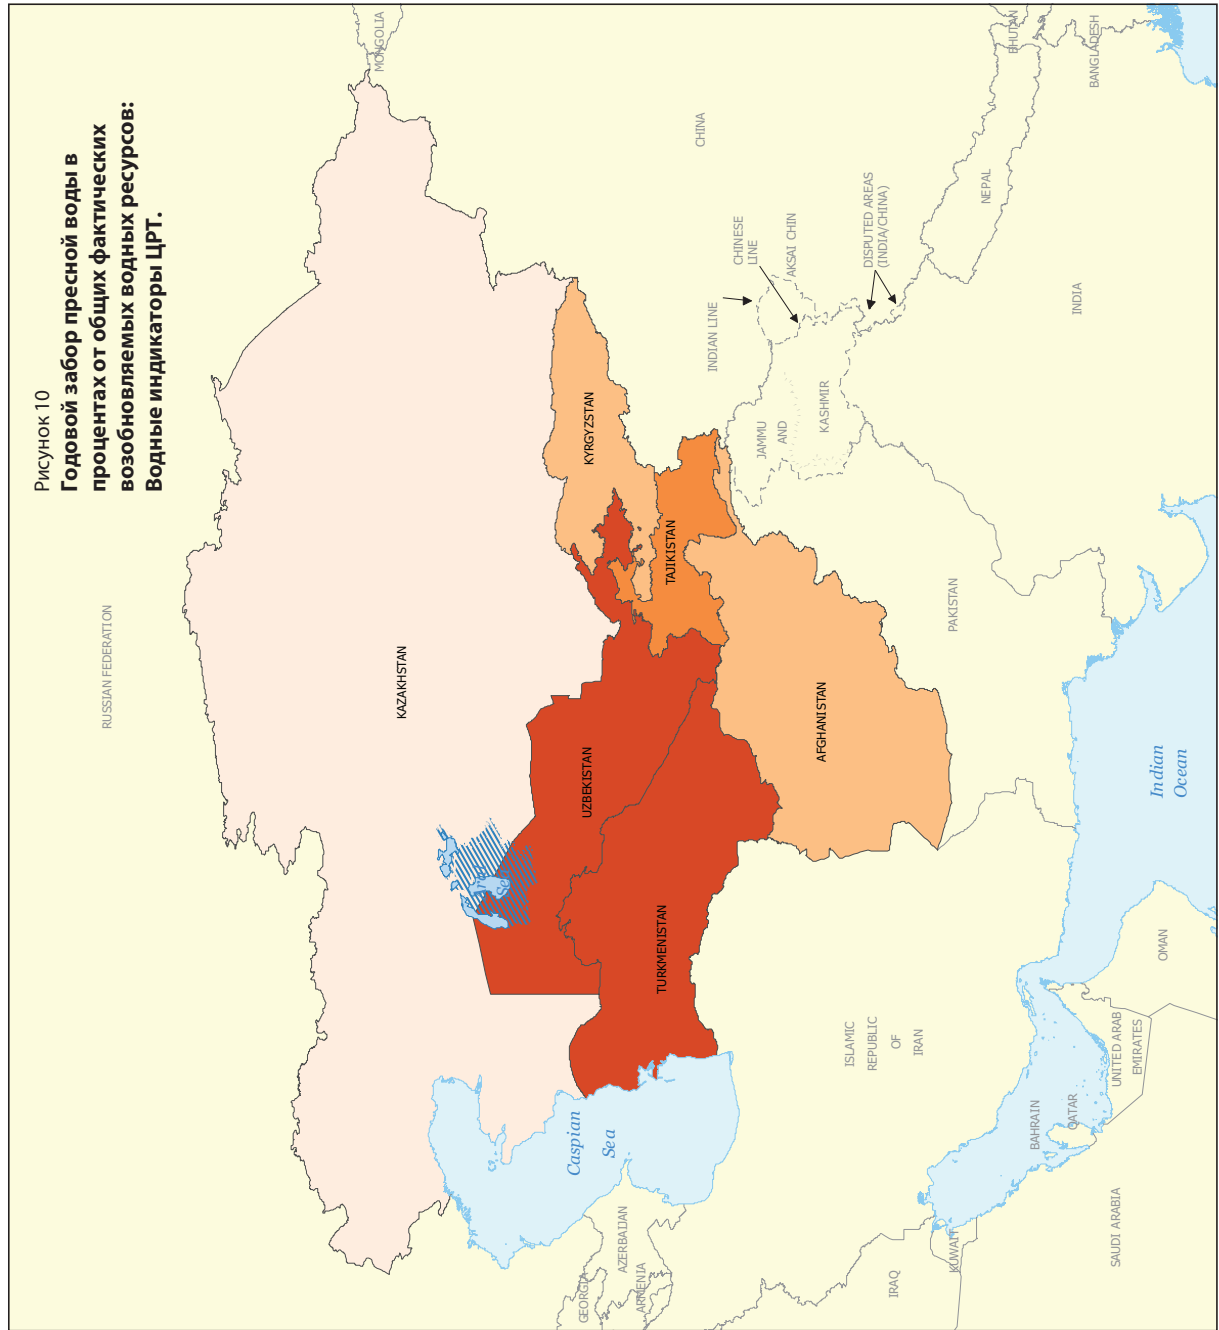 Рисунок 10
Годовой забор пресной воды в
процентах от общих фактических
возобновляемых водных ресурсов:
Водные индикаторы ЦРТ.
RUSSIAN FEDERATION
MONGOLIA
KAZAKHSTAN
CHINA
KYRGYZSTAN
UZBEKISTAN
TAJIKISTAN
TURKMENISTAN
AFGHANISTAN
Caspian
Sea
GEORGIA
AZERBAIJAN
ARMENIA
INDIAN LINE
CHINESE
LINE
AKSAI CHIN
JAMMU
AND
KASHMIR
DISPUTED AREAS
(INDIA/CHINA)
NEPAL
BHUTAN
BANGLADESH
INDIA
PAKISTAN
ISLAMIC
REPUBLIC
OF
IRAN
IRAQ
KUWAIT
SAUDI ARABIA
BAHRAIN
QATAR
UNITED ARAB
EMIRATES
OMAN
Indian
Ocean